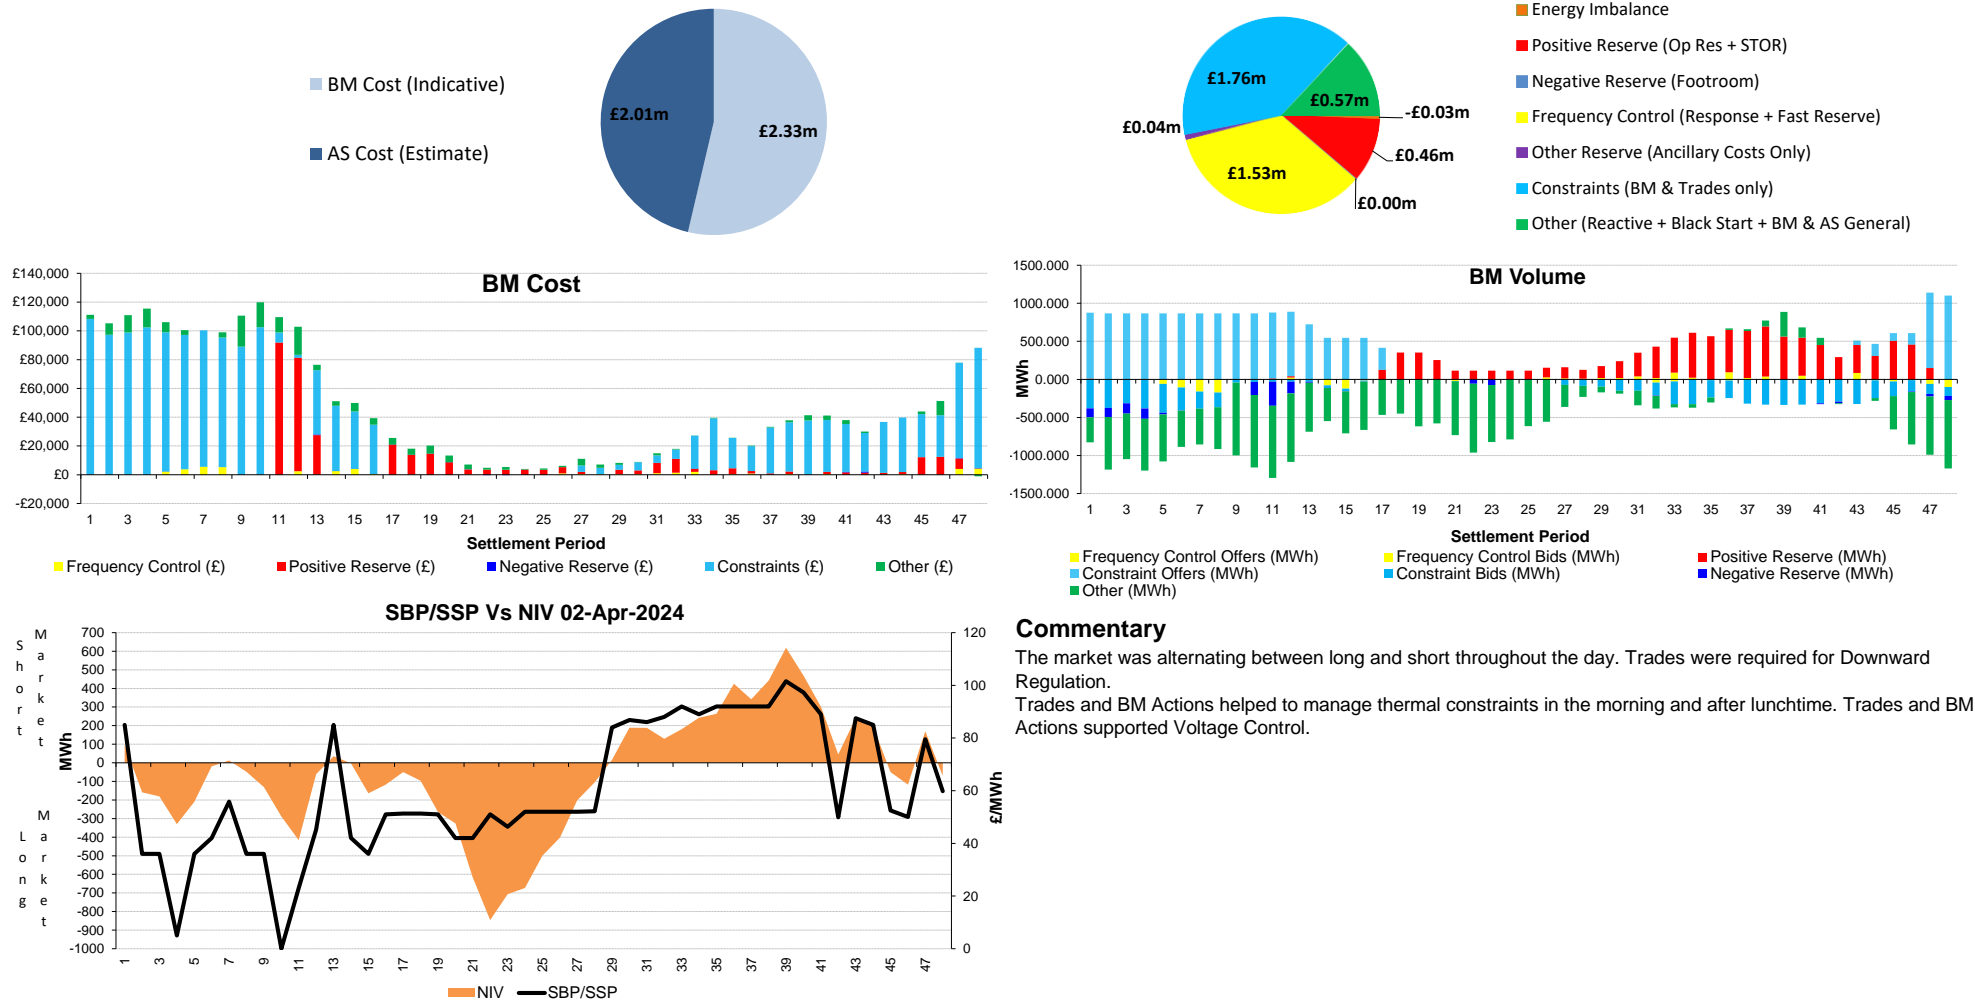 BM Cost (Indicative)
AS Cost (Estimate)
£2.01m
£2.33m
£1.76m
£0.57m
-£0.03m
£0.04m
£0.46m
£1.53m
£0.00m
Energy Imbalance
Positive Reserve (Op Res + STOR)
Negative Reserve (Footroom)
Frequency Control (Response + Fast Reserve)
Other Reserve (Ancillary Costs Only)
Constraints (BM & Trades only)
Other (Reactive + Black Start + BM & AS General)
BM Cost
£140,000
£120,000
£100,000
£80,000
£60,000
£40,000
£20,000
£0
-£20,000
1 3 5 7 9 11 13 15 17 19 21 23 25 27 29 31 33 35 37 39 41 43 45 47
Settlement Period
Frequency Control (£) Positive Reserve (£) Negative Reserve (£) Constraints (£) Other (£)
BM Volume
1500.000
1000.000
500.000
0.000
-500.000
-1000.000
-1500.000
MWh
1 3 5 7 9 11 13 15 17 19 21 23 25 27 29 31 33 35 37 39 41 43 45 47
Settlement Period
Frequency Control Offers (MWh) Frequency Control Bids (MWh) Positive Reserve (MWh)
Constraint Offers (MWh) Constraint Bids (MWh) Negative Reserve (MWh)
Other (MWh)
SBP/SSP Vs NIV 02-Apr-2024
Short Market
Long Market
MWh
700
600
500
400
300
200
100
0
-100
-200
-300
-400
-500
-600
-700
-800
-900
-1000
120
100
80
60
40
20
0
£/MWh
1 3 5 7 9 11 13 15 17 19 21 23 25 27 29 31 33 35 37 39 41 43 45 47
NIV SBP/SSP
Commentary
The market was alternating between long and short throughout the day. Trades were required for Downward
Regulation.
Trades and BM Actions helped to manage thermal constraints in the morning and after lunchtime. Trades and BM
Actions supported Voltage Control.